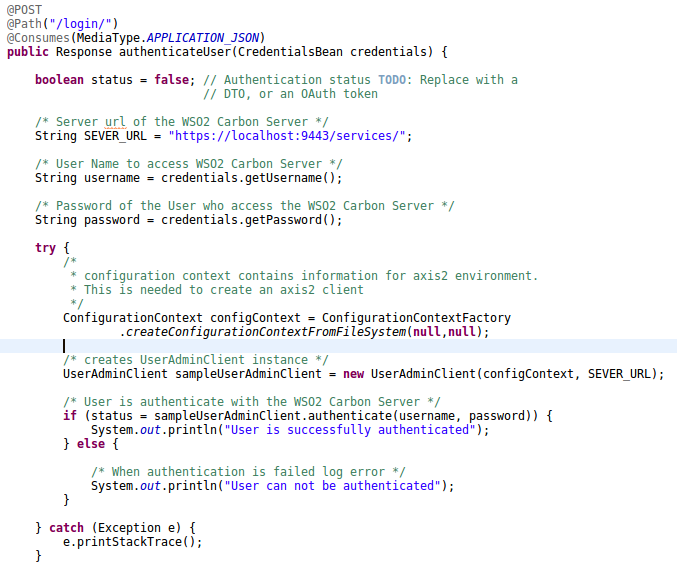 @POST
@Path("/login/")
@Consumes(MediaType.APPLICATION_JSON)
public Response authenticateUser(CredentialsBean credentials) {
boolean status = false; // Authentication status TODO: Replace with a
// DTO, or an OAuth token
/* Server url of the WSO2 Carbon Server */
String SEVER_URL = "https://localhost:9443/services/";
/* User Name to access WSO2 Carbon Server */
String username = credentials.getUsername();
/* Password of the User who access the WSO2 Carbon Server */
String password = credentials.getPassword();
try {
/*
* configuration context contains information for axis2 environment.
* This is needed to create an axis2 client
*/
ConfigurationContext configContext = ConfigurationContextFactory
.createConfigurationContextFromFileSystem(null,null);
/* creates UserAdminClient instance */
UserAdminClient sampleUserAdminClient = new UserAdminClient(configContext, SEVER_URL);
/* User is authenticate with the WSO2 Carbon Server */
if (status = sampleUserAdminClient.authenticate(username, password)) {
System.out.println("User is successfully authenticated");
} else {
/* When authentication is failed log error */
System.out.println("User can not be authenticated");
}
} catch (Exception e) {
e.printStackTrace();
}